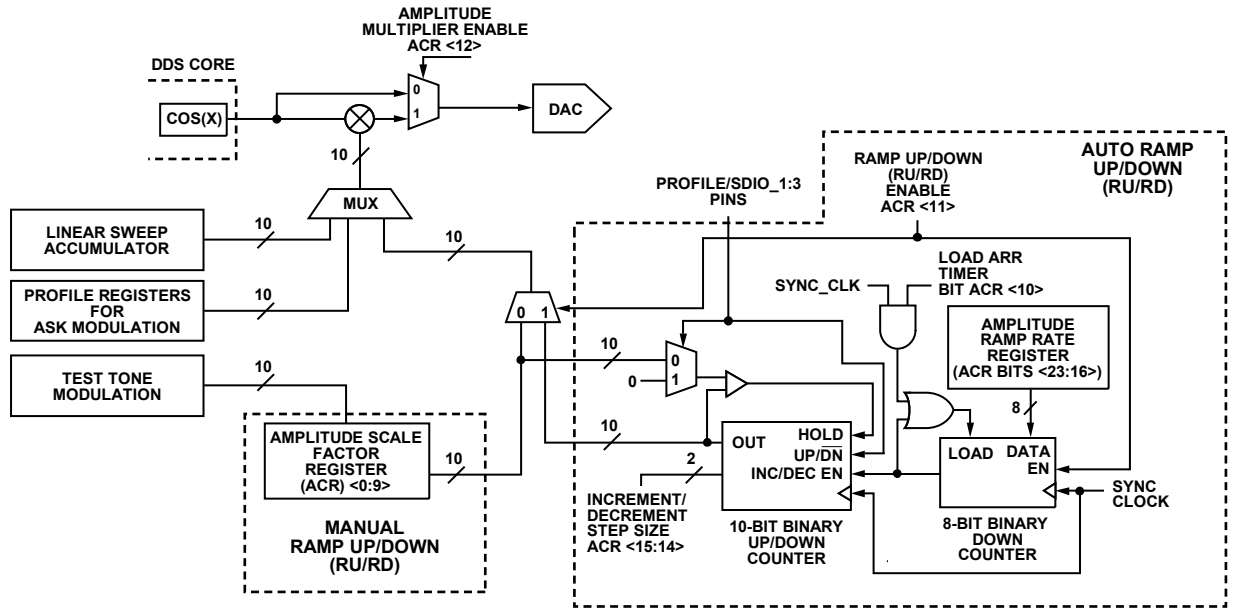 AMPLITUDE
MULTIPLIER ENABLE
ACR <12>
DDS CORE
COS(X)
0
1
DAC
10
MUX
LINEAR SWEEP
ACCUMULATOR
10
10
PROFILE REGISTERS
FOR
ASK MODULATION
10
TEST TONE
MODULATION
10
AMPLITUDE SCALE
FACTOR
REGISTER
(ACR) <0:9>
10
MANUAL
RAMP UP/DOWN
(RU/RD)
0 1
PROFILE/SDIO_1:3
PINS
RAMP UP/DOWN
(RU/RD)
ENABLE
ACR <11>
AUTO RAMP
UP/DOWN
(RU/RD)
SYNC_CLK
LOAD ARR
TIMER
BIT ACR <10>
AMPLITUDE
RAMP RATE
REGISTER
(ACR BITS <23:16>)
10
0
0
1
8
10
OUT
HOLD
UP/DN
INC/DEC EN
2
INCREMENT/
DECREMENT
STEP SIZE
ACR <15:14>
10-BIT BINARY
UP/DOWN
COUNTER
LOAD DATA
EN
SYNC
CLOCK
8-BIT BINARY
DOWN
COUNTER